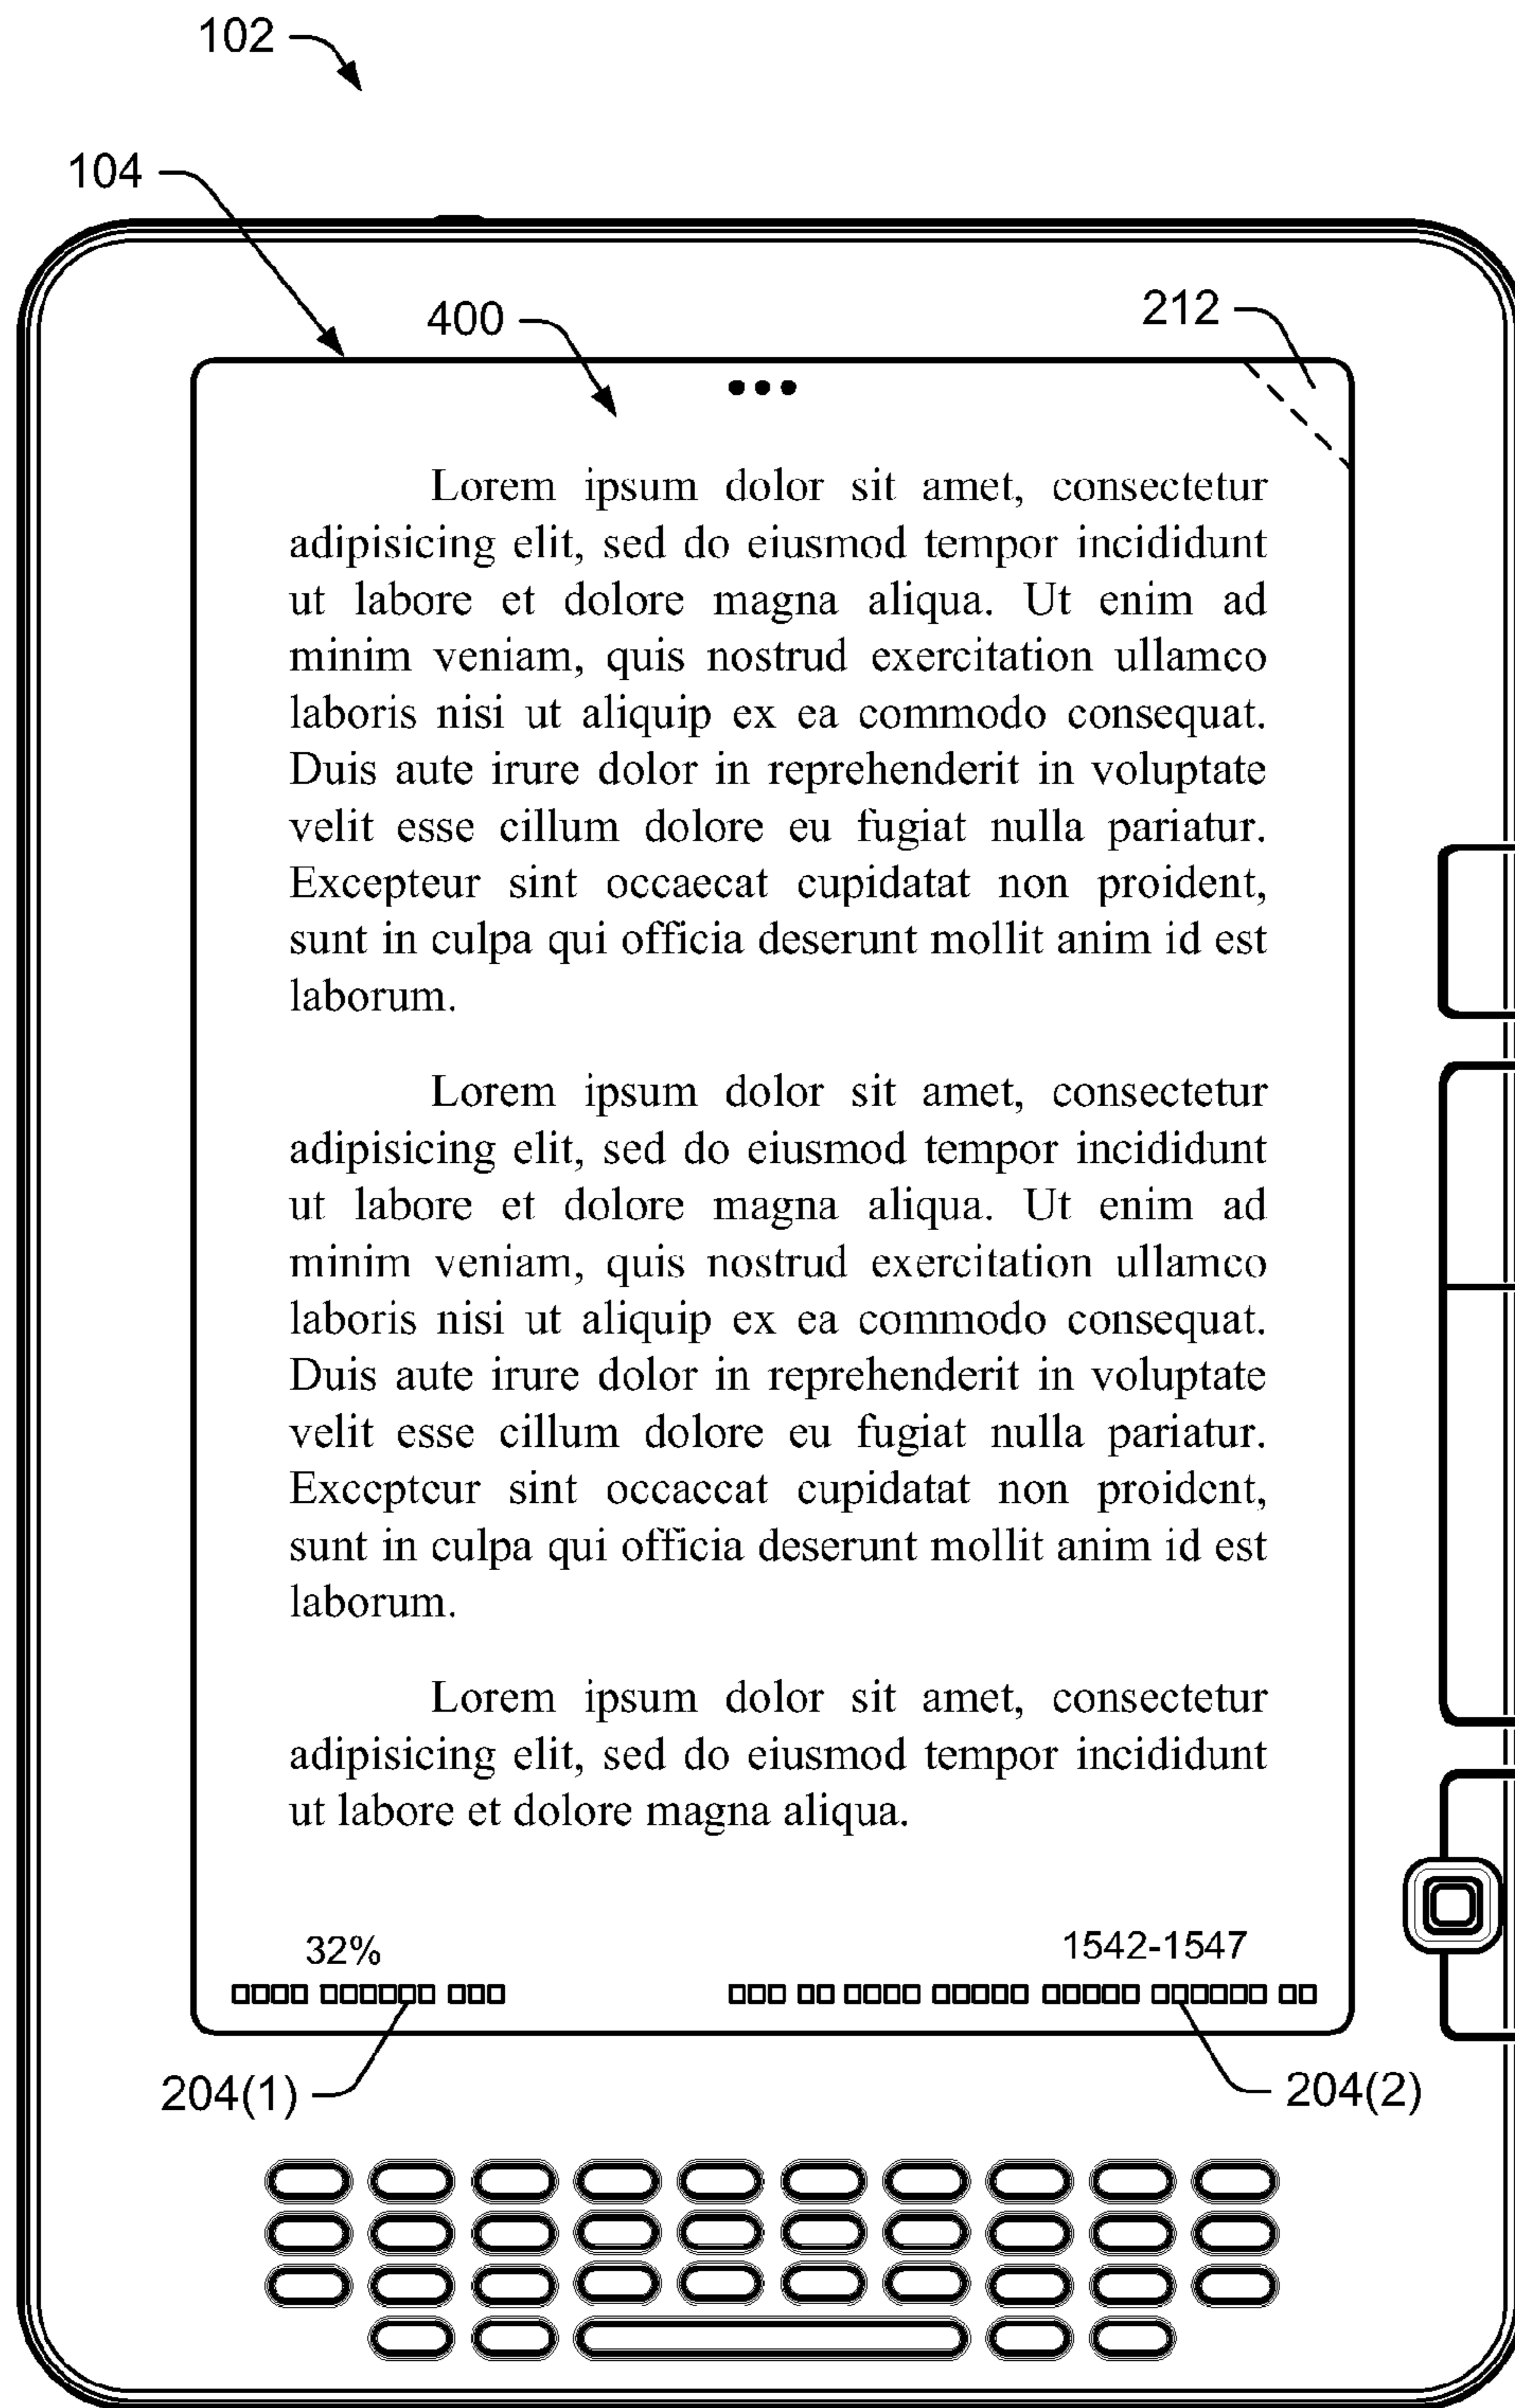 102
104
400
212
Lorem ipsum dolor sit amet, consectetur
adipisicing elit, sed do eiusmod tempor incididunt
ut labore et dolore magna aliqua. Ut enim ad
minim veniam, quis nostrud exercitation ullamco
laboris nisi ut aliquip ex ea commodo consequat.
Duis aute irure dolor in reprehenderit in voluptate
velit esse cillum dolore eu fugiat nulla pariatur.
Excepteur sint occaecat cupidatat non proident,
sunt in culpa qui officia deserunt mollit anim id est
laborum.
Lorem ipsum dolor sit amet, consectetur
adipisicing elit, sed do eiusmod tempor incididunt
ut labore et dolore magna aliqua. Ut enim ad
minim veniam, quis nostrud exercitation ullamco
laboris nisi ut aliquip ex ea commodo consequat.
Duis aute irure dolor in reprehenderit in voluptate
velit esse cillum dolore eu fugiat nulla pariatur.
Excepteur sint occaecat cupidatat non proident,
sunt in culpa qui officia deserunt mollit anim id est
laborum.
Lorem ipsum dolor sit amet, consectetur
adipisicing elit, sed do eiusmod tempor incididunt
ut labore et dolore magna aliqua.
32%
1542-1547
204(1)
204(2)